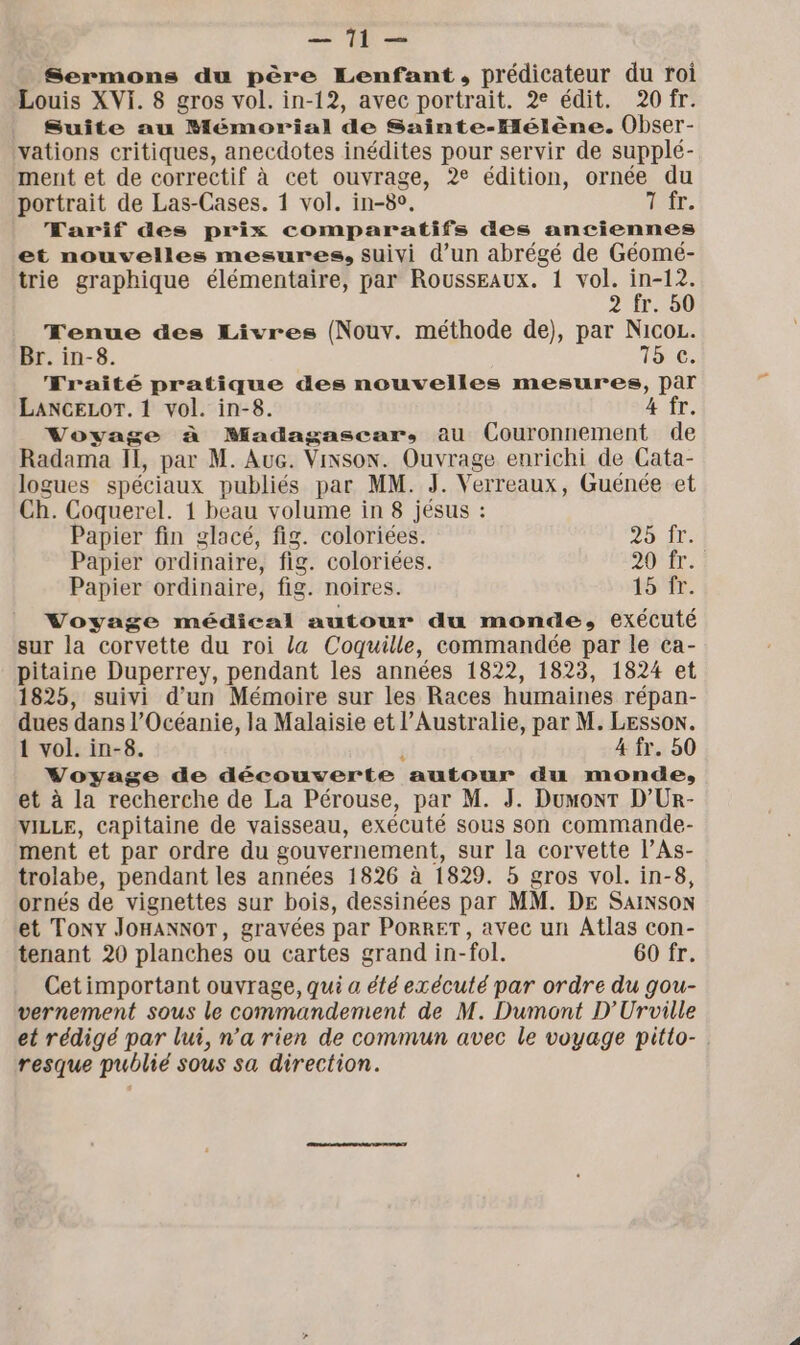 — 71 —
Sermons du père Lenfant, prédicateur du roi
Louis XVI. 8 gros vol. in-12, avec portrait. 2e édit. 20 fr.
Suite au Mémorial de Sainte-Hélène. Obser-
vations critiques, anecdotes inédites pour servir de supplé-
ment et de correctif à cet ouvrage, 2e édition, ornée du
portrait de Las-Cases. 1 vol. in-8o. 7 fr.
Tarif des prix comparatifs des anciennes
et nouvelles mesures, suivi d'un abrégé de Géomé-
trie graphique élémentaire, par ROUSSEAUX. 1 vol. in-12.
2 fr. 50
Tenue des Livres (Nouv. méthode de), par NICOL.
Br. in-8. 75 c.
Traité pratique des nouvelles mesures, par
LANCELOT. 1 vol. in-8. 4 fr.
Voyage à Madagascar, au Couronnement de
Radama II, par M. AUG. VINSON. Ouvrage enrichi de Cata-
logues spéciaux publiés par MM. J. Verreaux, Guénée et
Ch. Coquerel. 1 beau volume in 8 jésus :
Papier fin glacé, fig. coloriées. 25 fr.
Papier ordinaire, fig. coloriées. 20 fr.
Papier ordinaire, fig. noires. 15 fr.
Voyage médical autour du monde, exécuté
sur la corvette du roi la Coquille, commandée par le ca-
pitaine Duperrey, pendant les années 1822, 1823, 1824 et
1825, suivi d'un Mémoire sur les Races humaines répan-
dues dans l'Océanie, la Malaisie et l'Australie, par M. LESSON.
1 vol. in-8. 4 fr. 50
Voyage de découverte autour du monde,
et à la recherche de La Pérouse, par M. J. DUMONT D'UR-
VILLE, capitaine de vaisseau, exécuté sous son commande-
ment et par ordre du gouvernement, sur la corvette l'As-
trolabe, pendant les années 1826 à 1829. 5 gros vol. in-8,
ornés de vignettes sur bois, dessinées par MM. DE SAINSON
et TONY JOHANNOT, gravées par PORRET, avec un Atlas con-
tenant 20 planches ou cartes grand in-fol. 60 fr.
Cet important ouvrage, qui a été exécuté par ordre du gou-
vernement sous le commandement de M. Dumont D'Urville
et rédigé par lui, n'a rien de commun avec le voyage pitto-
resque publié sous sa direction.